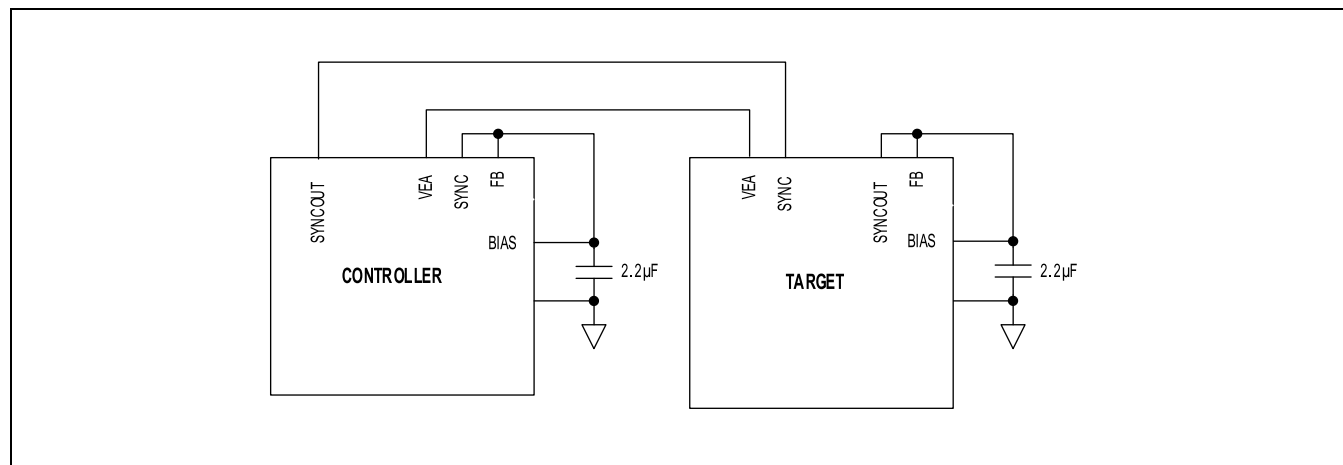 SYNCOUT
VEA
SYNC
FB
BIAS
CONTROLLER
2.2µF
VEA
SYNC
SYNCOUT
FB
BIAS
TARGET
2.2µF